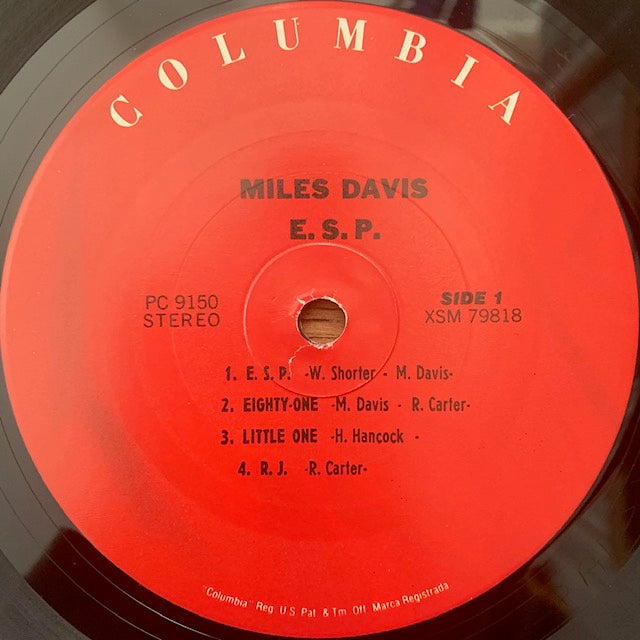 COLUMBIA
MILES DAVIS
E. S. P.
PC 9150
STEREO
SIDE 1
XSM 79818
1. E. S. P. -W. Shorter - M. Davis-
2. EIGHTY-ONE -M. Davis - R. Carter-
3. LITTLE ONE -H. Hancock -
4. R. J. -R. Carter-
"Columbia" Reg. U.S. Pat. & Tm. Off. Marca Registrada